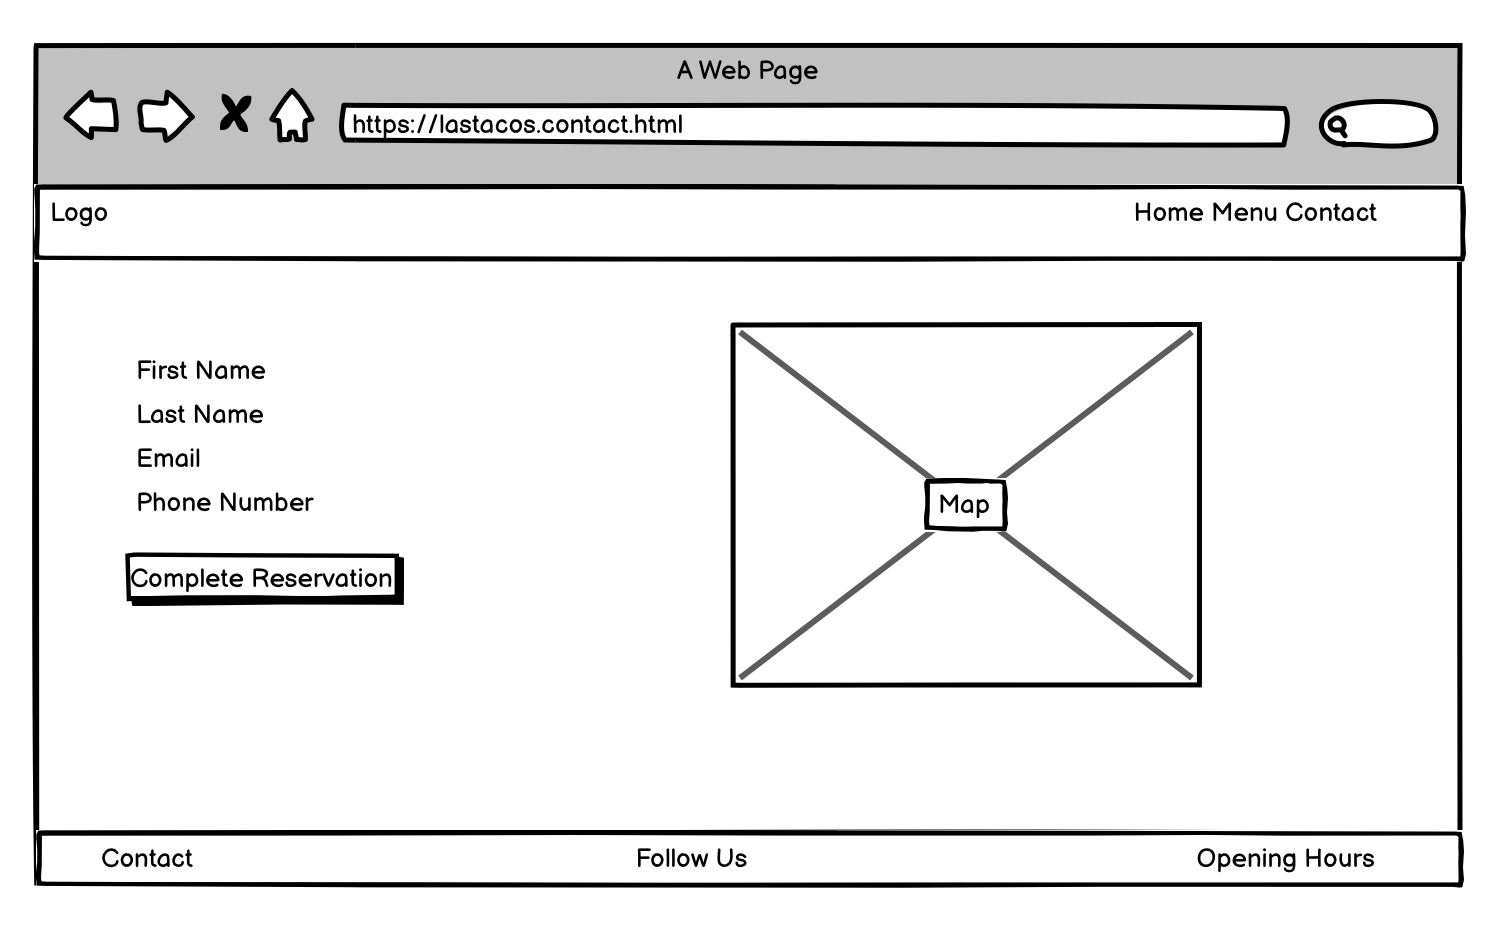 A Web Page
https://lastacos.contact.html
Logo
Home Menu Contact
First Name
Last Name
Email
Phone Number
Complete Reservation
Map
Contact
Follow Us
Opening Hours